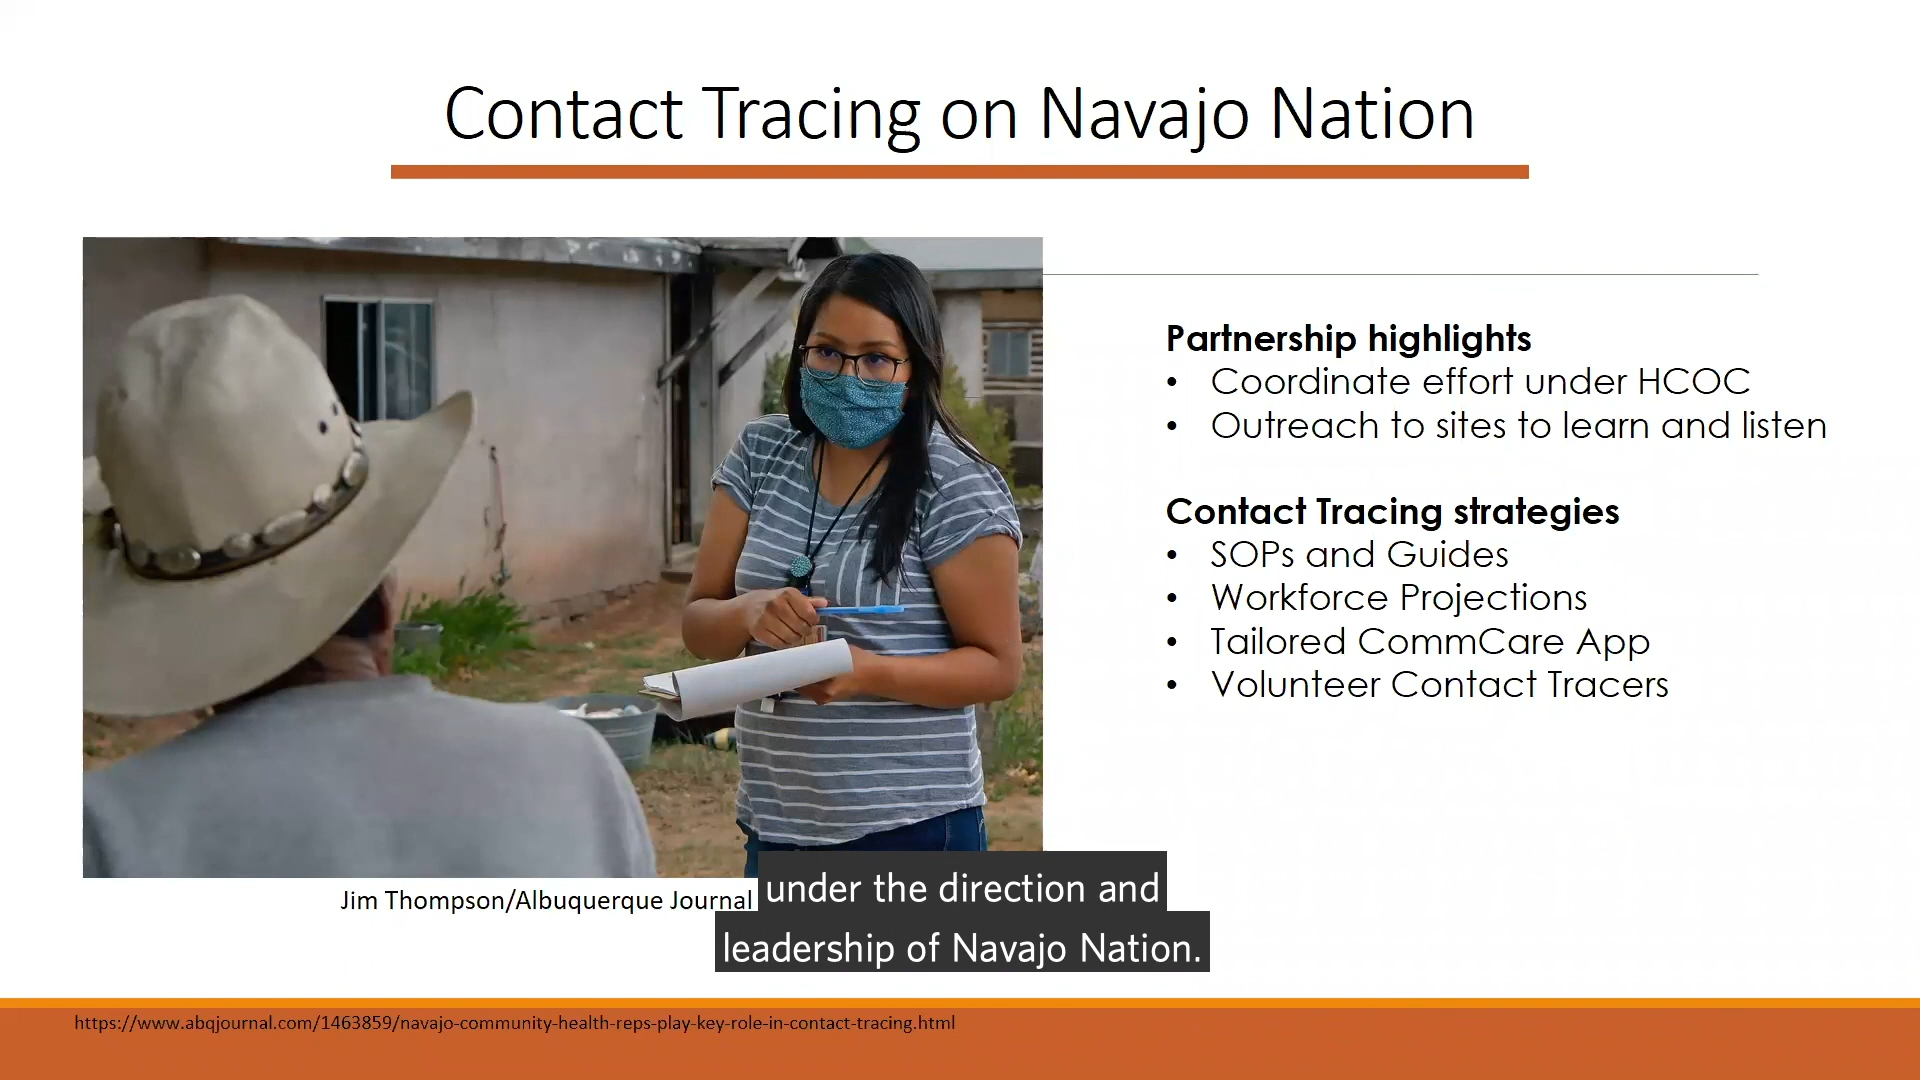 Contact Tracing on Navajo Nation
Partnership highlights
• Coordinate effort under HCOC
• Outreach to sites to learn and listen
Contact Tracing strategies
• SOPs and Guides
• Workforce Projections
• Tailored CommCare App
• Volunteer Contact Tracers
Jim Thompson/Albuquerque Journal
under the direction and
leadership of Navajo Nation.
https://www.abqjournal.com/1463859/navajo-community-health-reps-play-key-role-in-contact-tracing.html